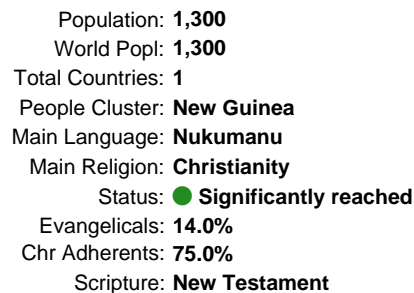 Population: 1,300
World Popl: 1,300
Total Countries: 1
People Cluster: New Guinea
Main Language: Nukumanu
Main Religion: Christianity
Status: Significantly reached
Evangelicals: 14.0%
Chr Adherents: 75.0%
Scripture: New Testament